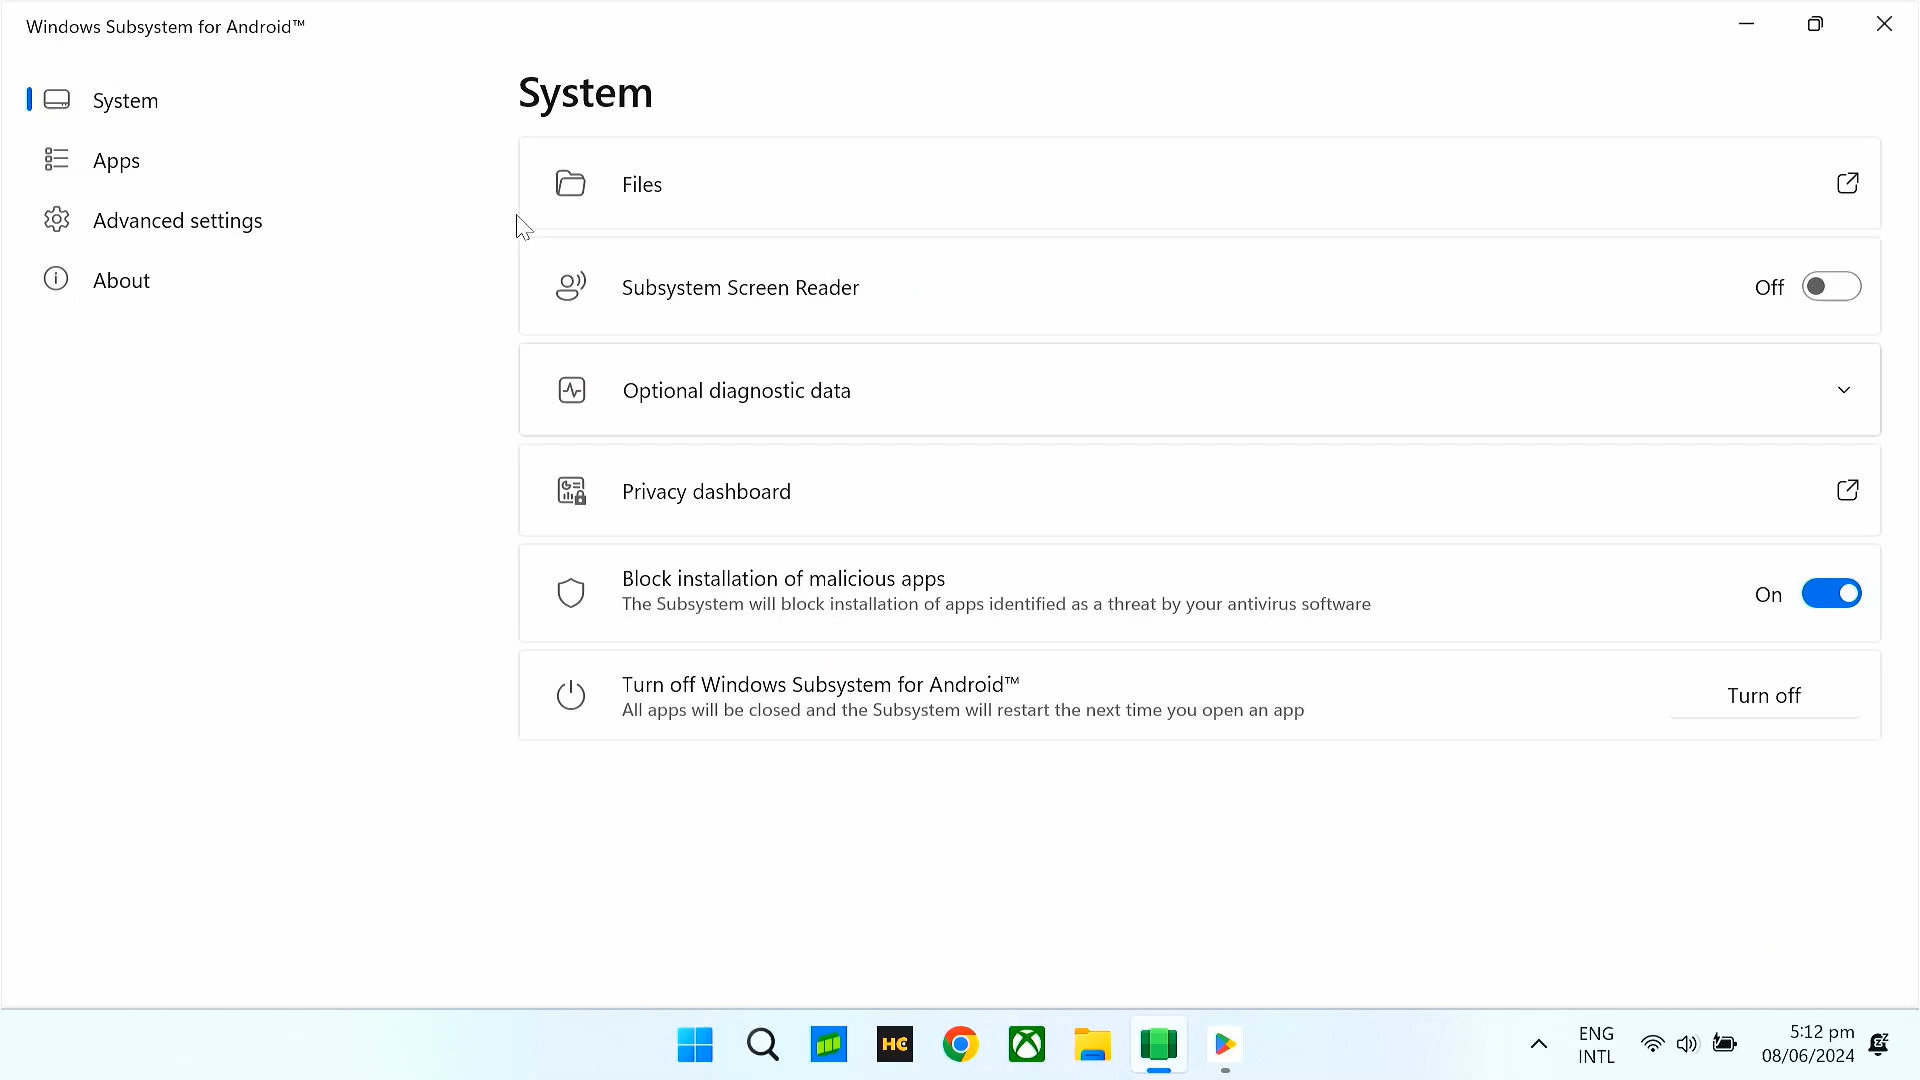 Windows Subsystem for Android™
System
Apps
Advanced settings
About
System
Files
Subsystem Screen Reader
Off
Optional diagnostic data
Privacy dashboard
Block installation of malicious apps
The Subsystem will block installation of apps identified as a threat by your antivirus software
On
Turn off Windows Subsystem for Android™
All apps will be closed and the Subsystem will restart the next time you open an app
Turn off
HC
ENG
INTL
5:12 pm
08/06/2024